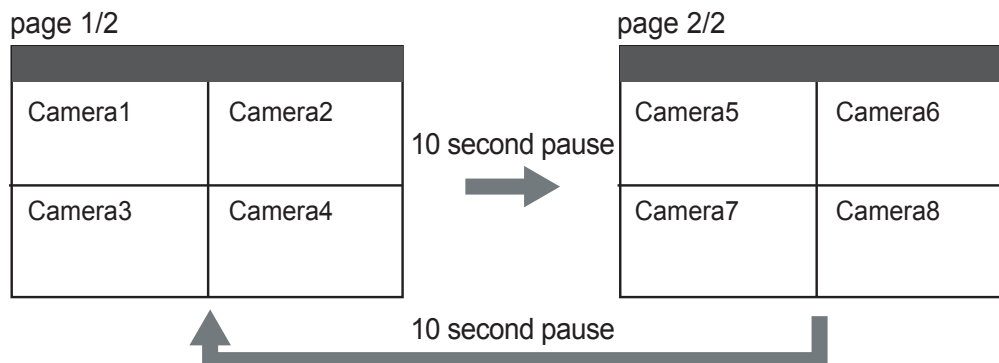 page 1/2
page 2/2
Camera1
Camera2
Camera5
Camera6
10 second pause
Camera3
Camera4
Camera7
Camera8
10 second pause